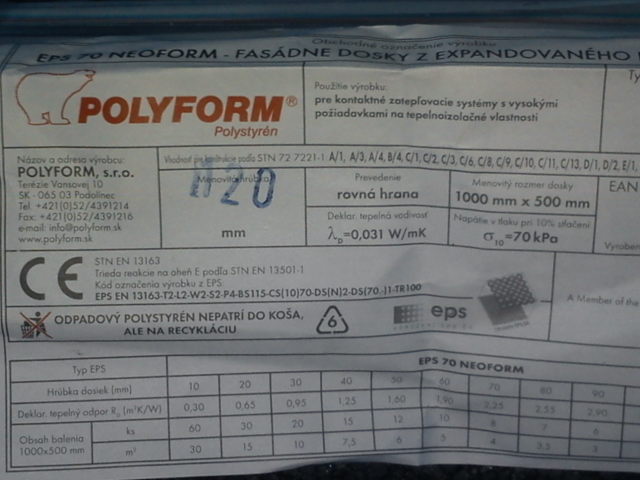 Obchodné označenie výrobku
EPS 70 NEOFORM - FASÁDNE DOSKY Z EXPANDOVANÉHO
POLYFORM®
Polystyrén
Použitie výrobku:
pre kontaktné zatepľovacie systémy s vysokými
požiadavkami na tepelnoizolačné vlastnosti
Ty
Názov a adresa výrobcu:
POLYFORM, s.r.o.
Terézie Vansovej 10
SK - 065 03 Podolínec
Tel. +421(0)52/4391214
Fax: +421(0)52/4391216
e-mail: info@polyform.sk
www.polyform.sk
Vhodnosť pre konštrukcie podľa STN 72 7221-1 A/1, A/3, A/4, B/4, C/1, C/2, C/3, C/6, C/8, C/9, C/10, C/11, C/13, D/1, D/2, E/1,
Menovitá hrúbka
20
mm
Prevedenie
rovná hrana
Menovitý rozmer dosky
1000 mm x 500 mm
EAN
Deklar. tepelná vodivosť
λD=0,031 W/mK
Napätie v tlaku pri 10% stlačení
σ10=70kPa
Vyroben
CE
STN EN 13163
Trieda reakcie na oheň E podľa STN EN 13501-1
Kód označenia výrobku z EPS
EPS EN 13163-T2-L2-W2-S2-P4-BS115-CS(10)70-DS(N)2-DS(70,-)1-TR100
A Member of the
ODPADOVÝ POLYSTYRÉN NEPATRÍ DO KOŠA,
ALE NA RECYKLÁCIU
6
eps
Typ EPS
EPS 70 NEOFORM
Hrúbka dosiek (mm) 10 20 30 40 50 60 70 80 90
Deklar. tepelný odpor RD (m²K/W) 0,30 0,65 0,95 1,25 1,60 1,90 2,25 2,55 2,90
Obsah balenia
1000x500 mm
ks 60 30 20 15 12 10 8 7 6
m² 30 15 10 7,5 6 5 4 3,5 3